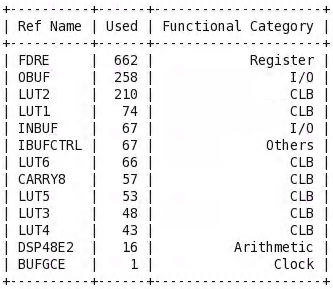 +----------+------+---------------------+
| Ref Name | Used | Functional Category |
+----------+------+---------------------+
| FDRE     |  662 |            Register |
| OBUF     |  258 |                 I/O |
| LUT2     |  210 |                 CLB |
| LUT1     |   74 |                 CLB |
| INBUF    |   67 |                 I/O |
| IBUFCTRL |   67 |              Others |
| LUT6     |   66 |                 CLB |
| CARRY8   |   57 |                 CLB |
| LUT5     |   53 |                 CLB |
| LUT3     |   48 |                 CLB |
| LUT4     |   43 |                 CLB |
| DSP48E2  |   16 |          Arithmetic |
| BUFGCE   |    1 |               Clock |
+----------+------+---------------------+